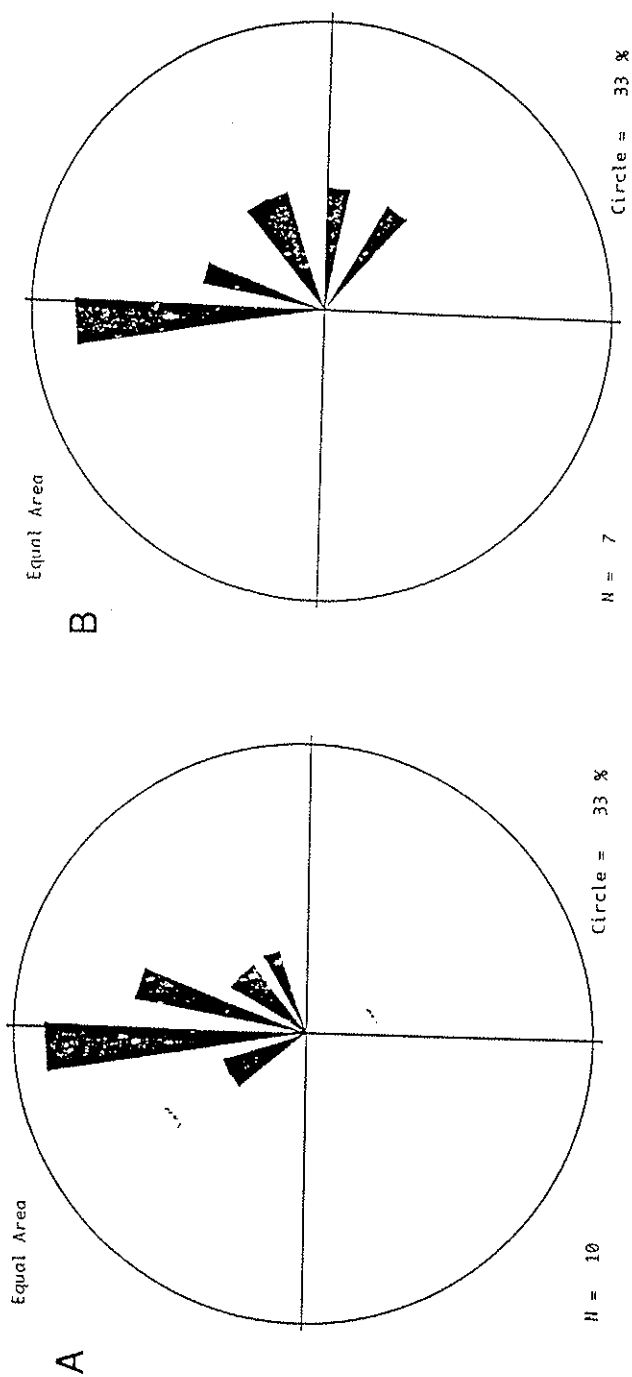 A
Equal Area
N = 10
Circle = 33 %
B
Equal Area
N = 7
Circle = 33 %